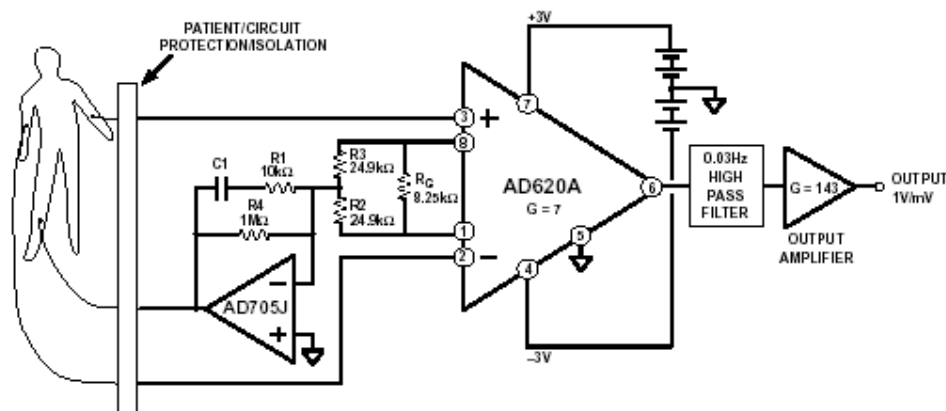 PATIENT/CIRCUIT
PROTECTION/ISOLATION
+3V
3
+
8
7
C1
R1
10kΩ
R3
24.9kΩ
R4
1MΩ
R2
24.9kΩ
RG
8.25kΩ
AD620A
G = 7
6
0.03Hz
HIGH
PASS
FILTER
G = 143
OUTPUT
1V/mV
OUTPUT
AMPLIFIER
1
2
–
5
4
–
AD705J
+
–3V